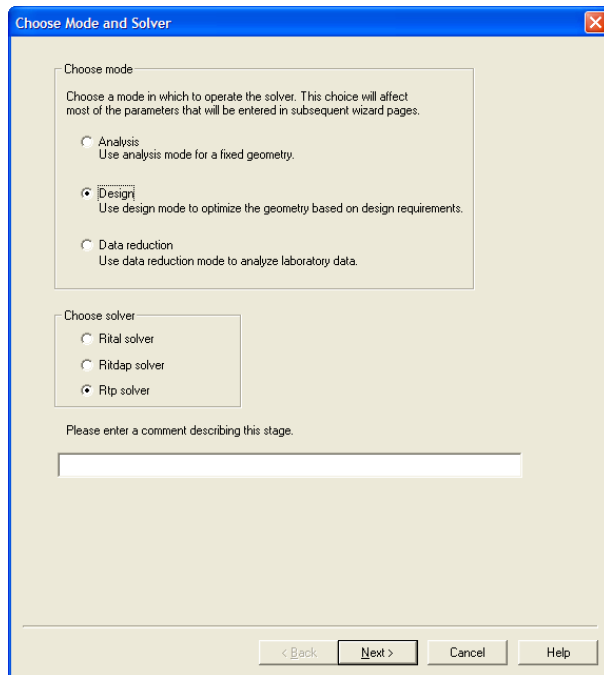 Choose Mode and Solver
Choose mode
Choose a mode in which to operate the solver. This choice will affect
most of the parameters that will be entered in subsequent wizard pages.
Analysis
Use analysis mode for a fixed geometry.
Design
Use design mode to optimize the geometry based on design requirements.
Data reduction
Use data reduction mode to analyze laboratory data.
Choose solver
Rital solver
Ritdap solver
Rtp solver
Please enter a comment describing this stage.
< Back Next > Cancel Help